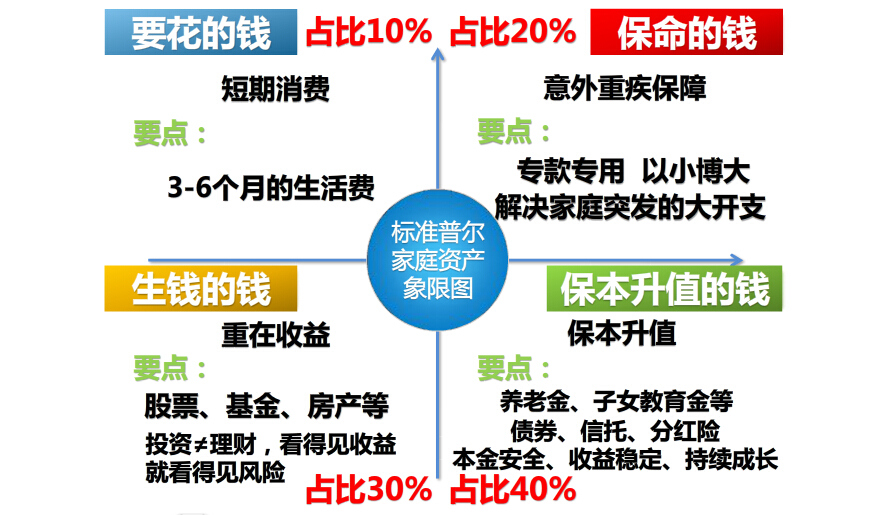 要花的钱
占比10%
短期消费
要点：
3-6个月的生活费
占比20%
保命的钱
意外重疾保障
要点：
专款专用 以小博大
解决家庭突发的大开支
标准普尔
家庭资产
象限图
生钱的钱
重在收益
要点：
股票、基金、房产等
投资≠理财，看得见收益
就看得见风险
占比30%
保本升值的钱
保本升值
要点：
养老金、子女教育金等
债券、信托、分红险
本金安全、收益稳定、持续成长
占比40%